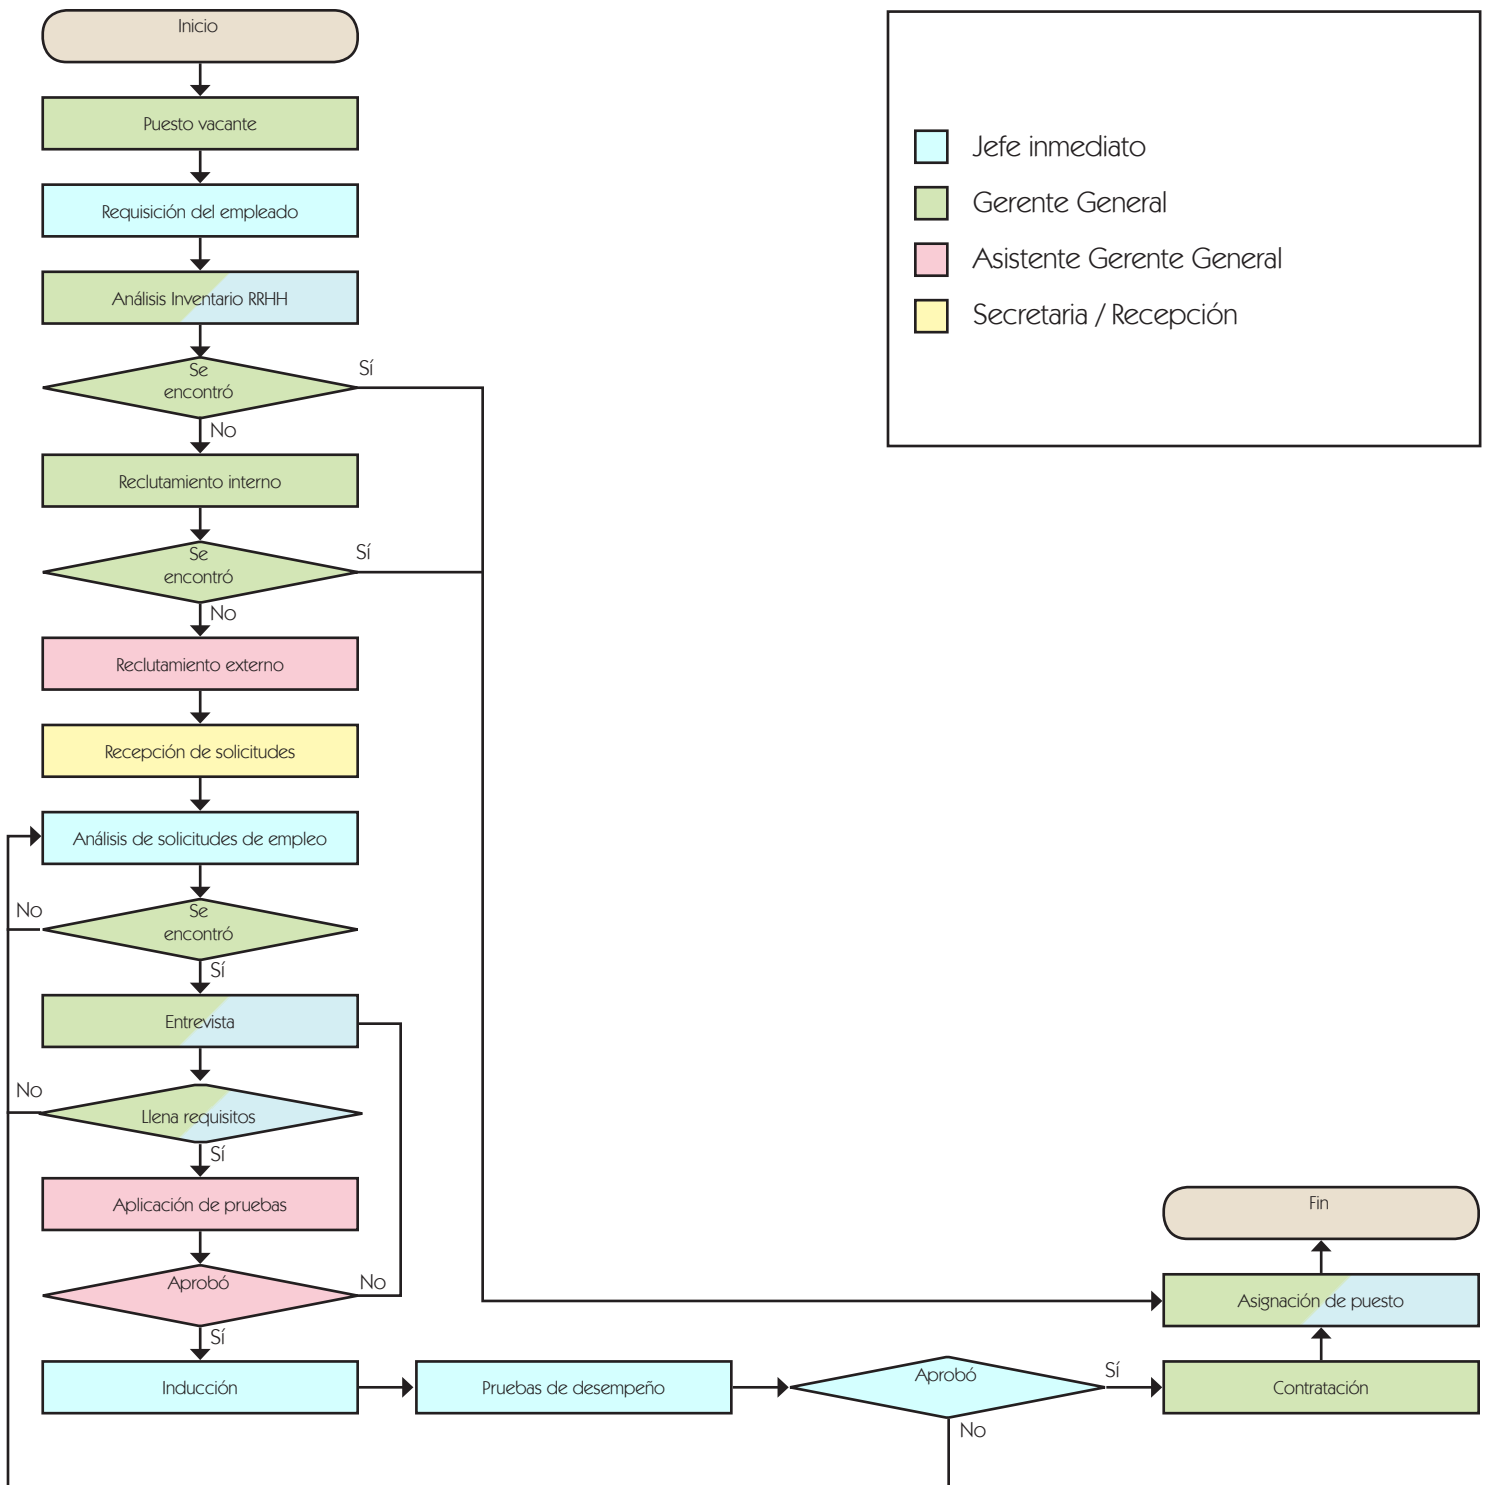 Inicio
Puesto vacante
Requisición del empleado
Análisis Inventario RRHH
Se
encontró
Sí
No
Reclutamiento interno
Se
encontró
Sí
No
Reclutamiento externo
Recepción de solicitudes
Análisis de solicitudes de empleo
Se
encontró
No
Sí
Entrevista
Llena requisitos
No
Sí
Aplicación de pruebas
Aprobó
No
Sí
Inducción
Pruebas de desempeño
Aprobó
Sí
No
Contratación
Asignación de puesto
Fin
Jefe inmediato
Gerente General
Asistente Gerente General
Secretaria / Recepción